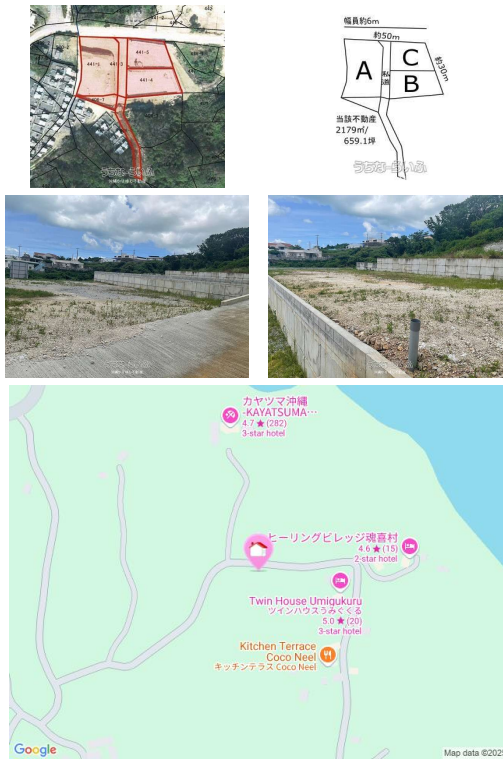 441-5
441-3
441-4
うちなーらいふ
幅員約6m
約50m
A
私道
C
B
約30m
当該不動産
2179㎡/
659.1坪
うちなーらいふ
うちなーらいふ
カヤツマ沖縄
-KAYATSUMA…
4.7 ★ (282)
3-star hotel
ヒーリングビレッジ魂喜村
4.6 ★ (15)
2-star hotel
Twin House Umigukuru
ツインハウスうみぐくる
5.0 ★ (20)
3-star hotel
Kitchen Terrace
Coco Neel
キッチンテラス Coco Neel
Google
Map data ©2025